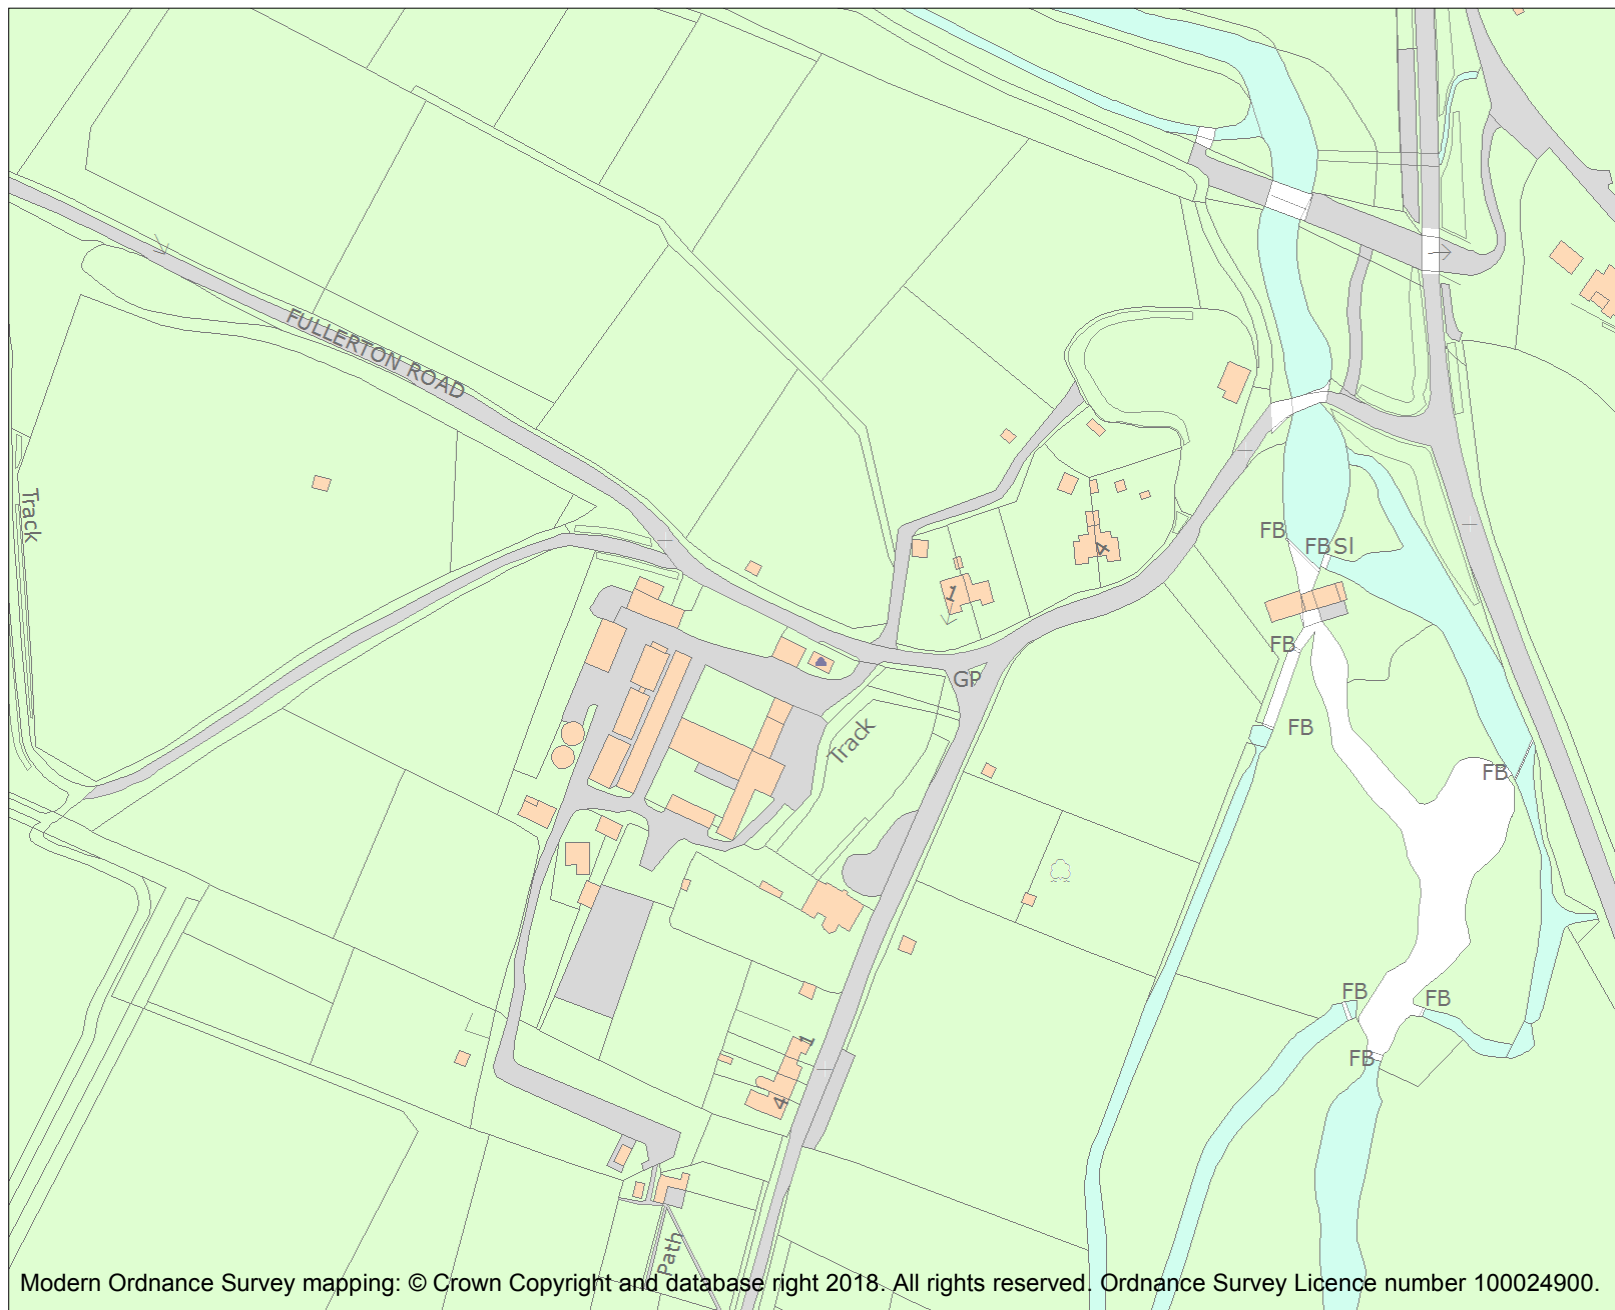 FULLERTON ROAD
Track
FB
FB Sl
4
1
FB
GP
FB
Track
FB
FB
FB
1
FB
4
Path
Modern Ordnance Survey mapping: © Crown Copyright and database right 2018. All rights reserved. Ordnance Survey Licence number 100024900.